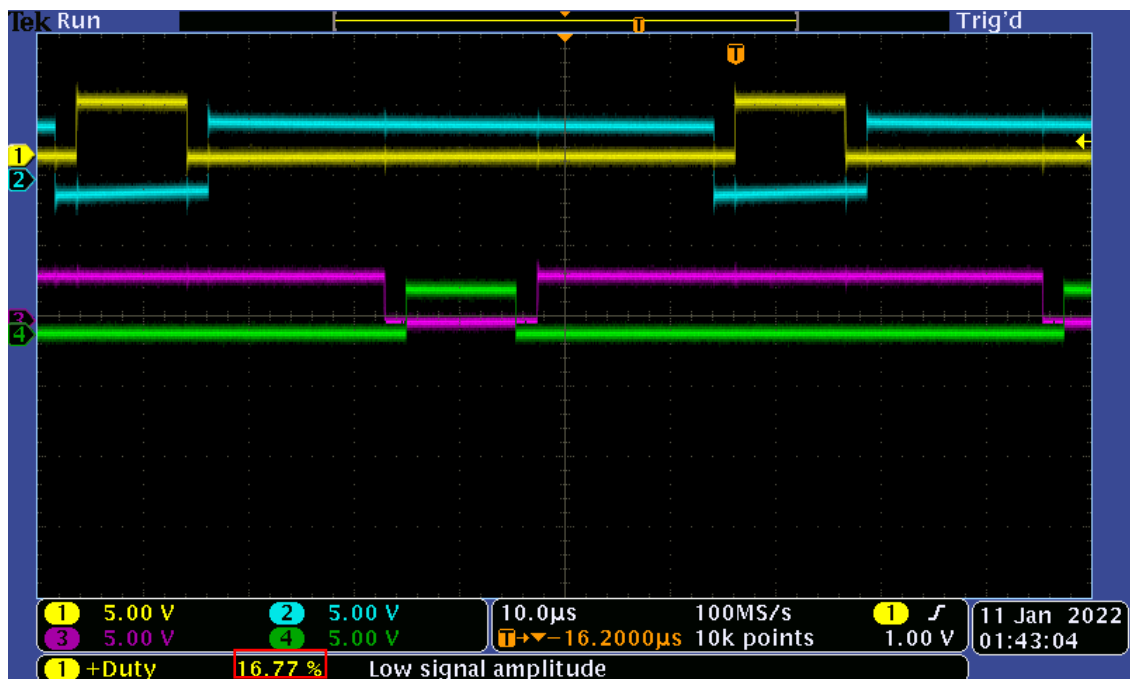 Tek Run Trig'd
T
T
1
2
3
4
1 5.00 V 2 5.00 V
3 5.00 V 4 5.00 V
10.0µs 100MS/s 1
T→▼−16.2000µs 10k points 1.00 V
11 Jan 2022
01:43:04
1 +Duty 16.77 % Low signal amplitude